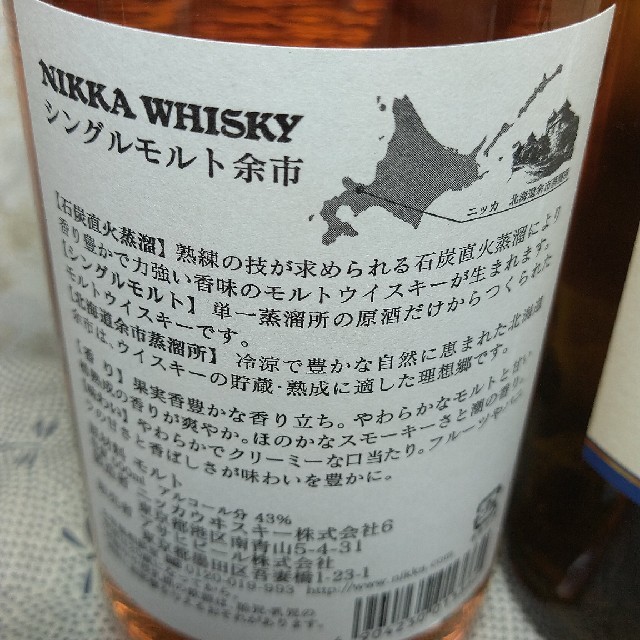 NIKKA WHISKY
シングルモルト余市
ニッカ 北海道余市蒸溜所
【石炭直火蒸溜】 熟練の技が求められる石炭直火蒸溜により
香り豊かで力強い香味のモルトウイスキーが生まれます。
【シングルモルト】 単一蒸溜所の原酒だけからつくられた
モルトウイスキーです。
【北海道余市蒸溜所】 冷涼で豊かな自然に恵まれた北海道
余市は、ウイスキーの貯蔵・熟成に適した理想郷です。
【香り】果実香豊かな香り立ち。やわらかなモルトと甘い
の香りが爽やか。ほのかなスモーキーさと潮の香り。
【味わい】やわらかでクリーミーな口当たり。フルーツや
さと香ばしさが味わいを豊かに。
モルト
アルコール分 43%
ニッカウヰスキー株式会社6
東京都港区南青山5-4-31
アサヒビール株式会社
東京都墨田区吾妻橋1-23-1
0120-019-993 http://www.nikka.com